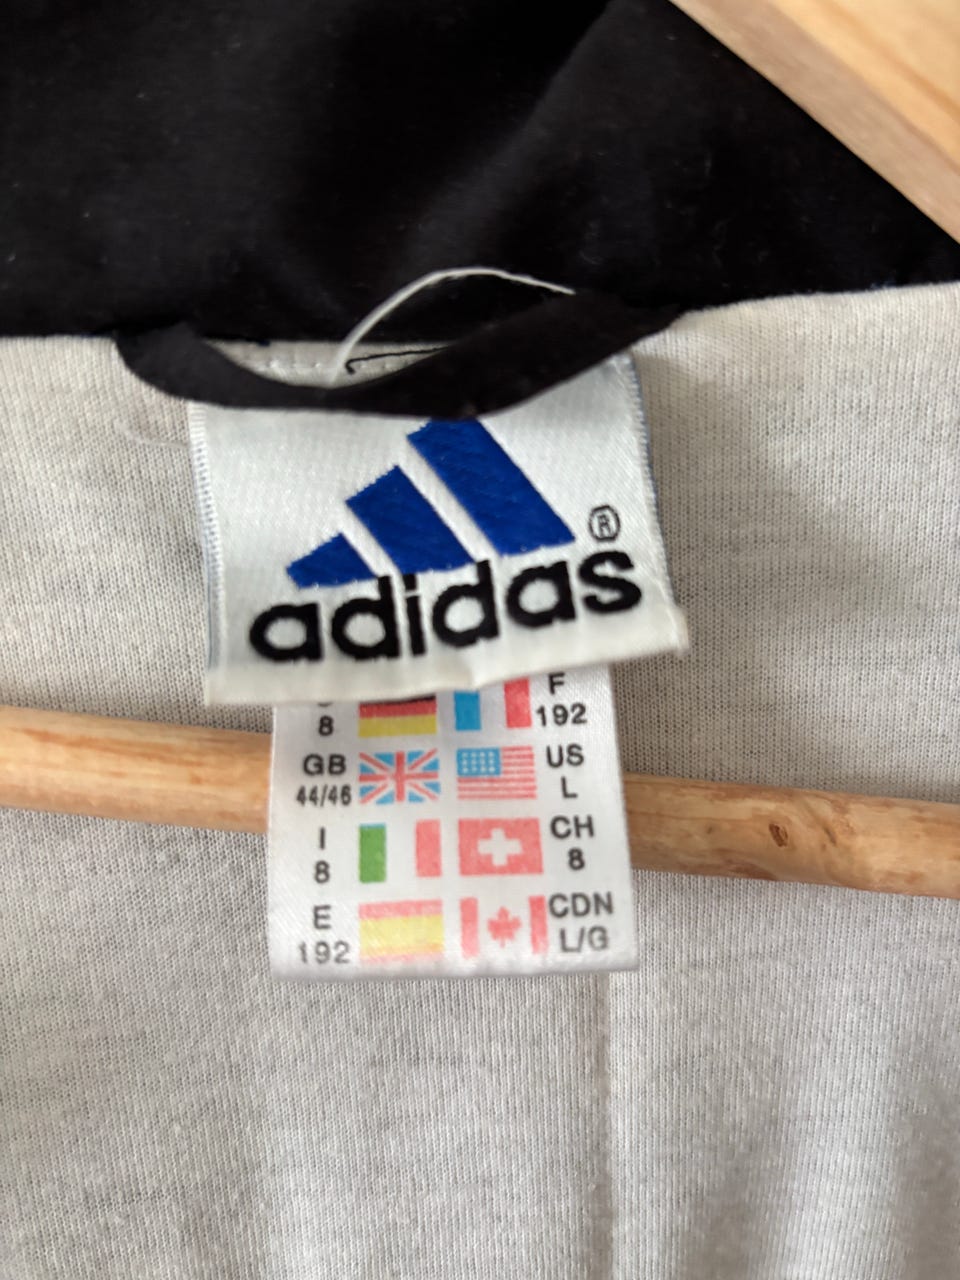 adidas®
8
F
192
GB
44/46
US
L
I
8
CH
8
E
192
CDN
L/G